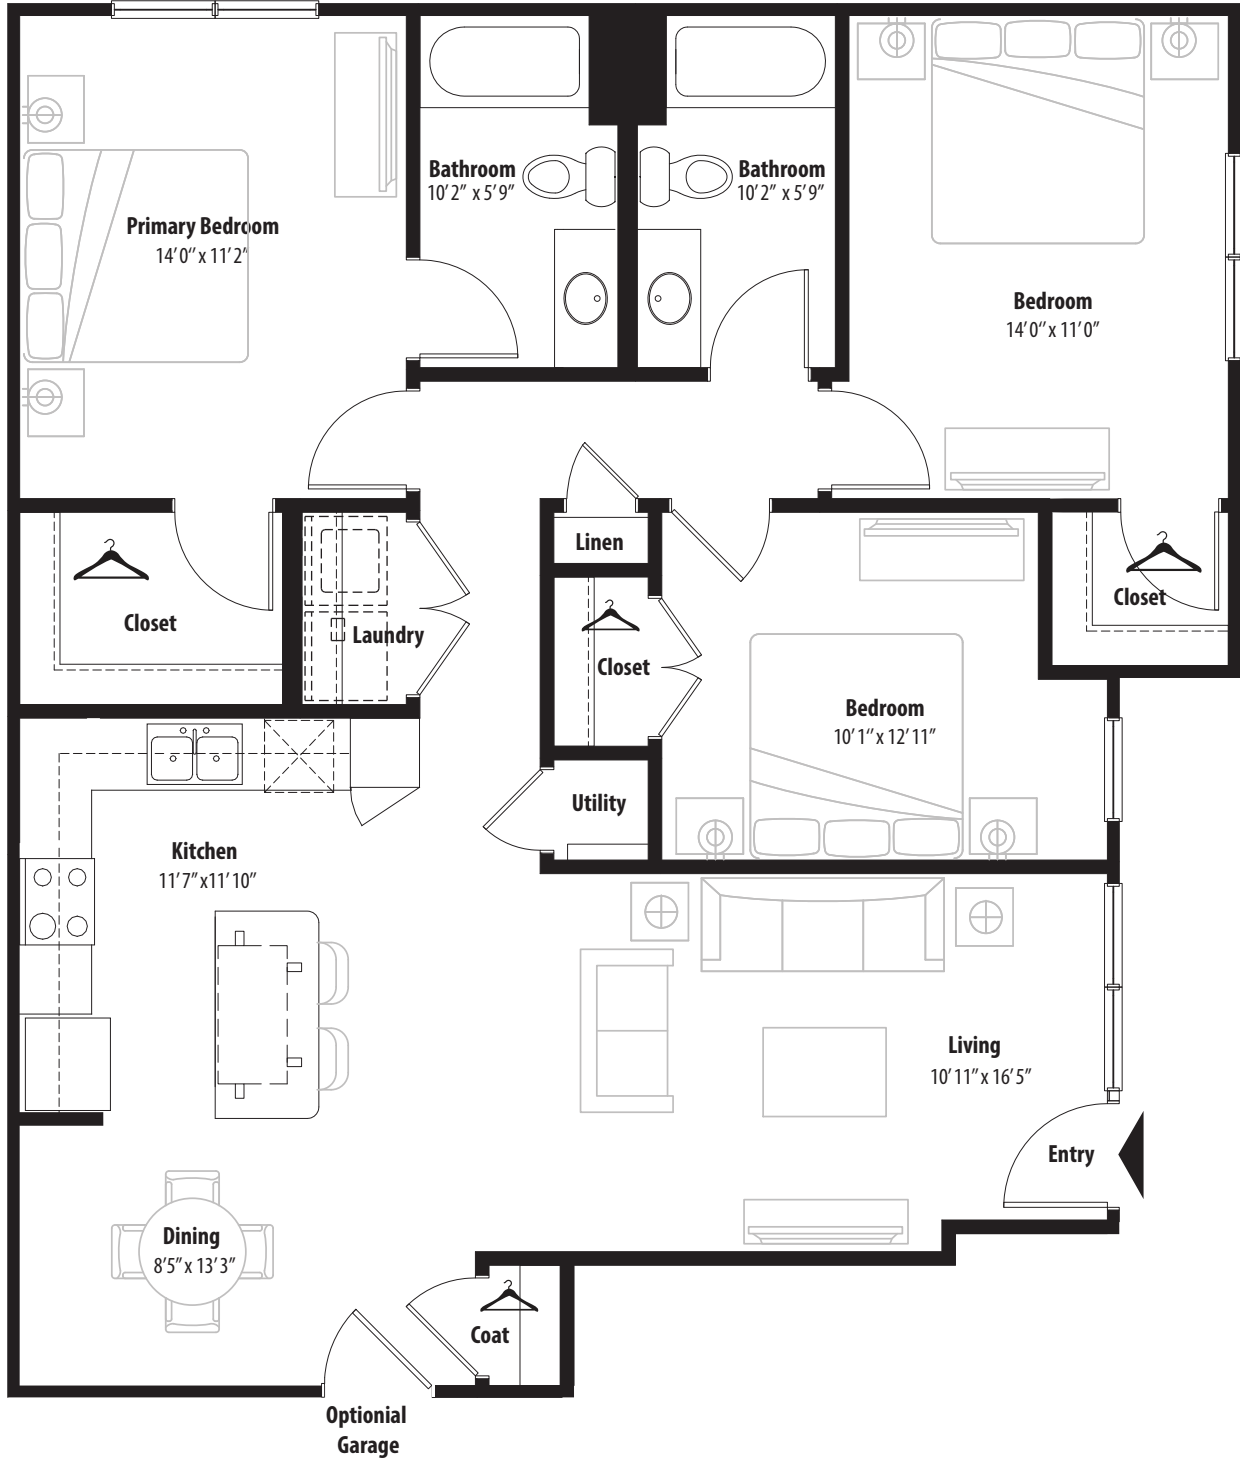 Bathroom
10'2" x 5'9"
Bathroom
10'2" x 5'9"
Primary Bedroom
14'0" x 11'2"
Bedroom
14'0" x 11'0"
Linen
Closet
Laundry
Closet
Closet
Bedroom
10'1" x 12'11"
Utility
Kitchen
11'7" x11'10"
Living
10'11" x 16'5"
Entry
Dining
8'5" x 13'3"
Coat
Optionial
Garage